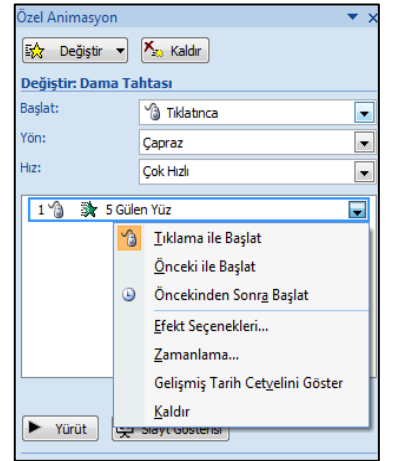 Özel Animasyon
Değiştir
Kaldır
Değiştir: Dama Tahtası
Başlat:
Tıklatınca
Yön:
Çapraz
Hız:
Çok Hızlı
1
5 Gülen Yüz
Tıklama ile Başlat
Önceki ile Başlat
Öncekinden Sonra Başlat
Efekt Seçenekleri...
Zamanlama...
Gelişmiş Tarih Cetvelini Göster
Kaldır
Yürüt
Slayt Gösterisi